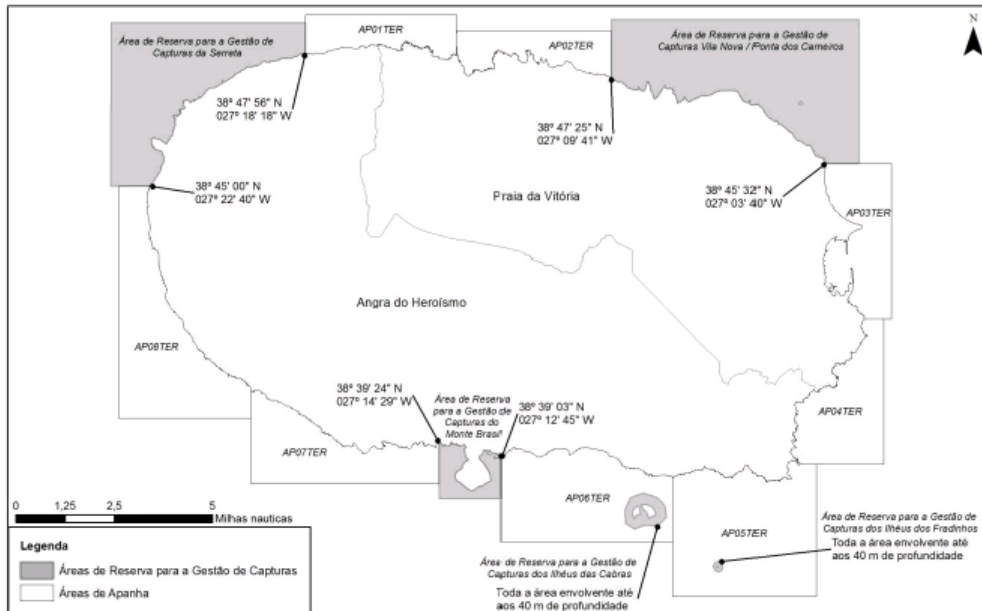 Área de Reserva para a Gestão de
Capturas da Serreta
AP01TER
AP02TER
Área de Reserva para a Gestão de
Capturas Vila Nova / Ponta dos Carneiros
N
38º 47' 56" N
027º 18' 18" W
38º 47' 25" N
027º 09' 41" W
38º 45' 00" N
027º 22' 40" W
Praia da Vitória
38º 45' 32" N
027º 03' 40" W
AP03TER
Angra do Heroísmo
AP08TER
38º 39' 24" N
027º 14' 29" W
Área de Reserva
para a Gestão de
Capturas do
Monte Brasil
38º 39' 03" N
027º 12' 45" W
AP04TER
AP07TER
AP06TER
AP05TER
Área de Reserva para a Gestão de
Capturas dos Ilhéus dos Fradinhos
Toda a área envolvente até
aos 40 m de profundidade
0 1,25 2,5 5
Milhas nauticas
Área de Reserva para a Gestão de
Capturas dos Ilhéus das Cabras
Toda a área envolvente até
aos 40 m de profundidade
Legenda
Áreas de Reserva para a Gestão de Capturas
Áreas de Apanha